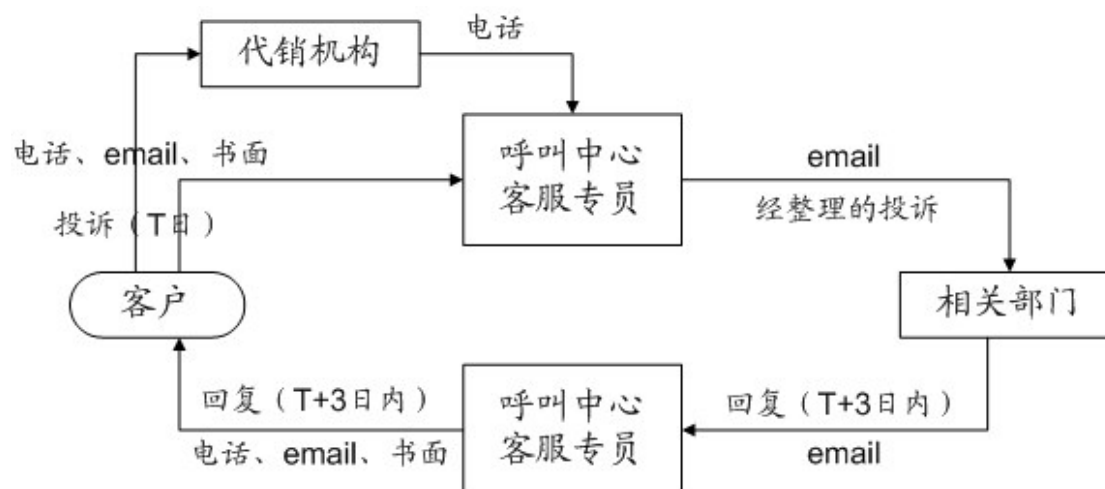 代销机构
电话
电话、email、书面
呼叫中心
客服专员
email
经整理的投诉
投诉（T日）
客户
相关部门
回复（T+3日内）
电话、email、书面
呼叫中心
客服专员
回复（T+3日内）
email